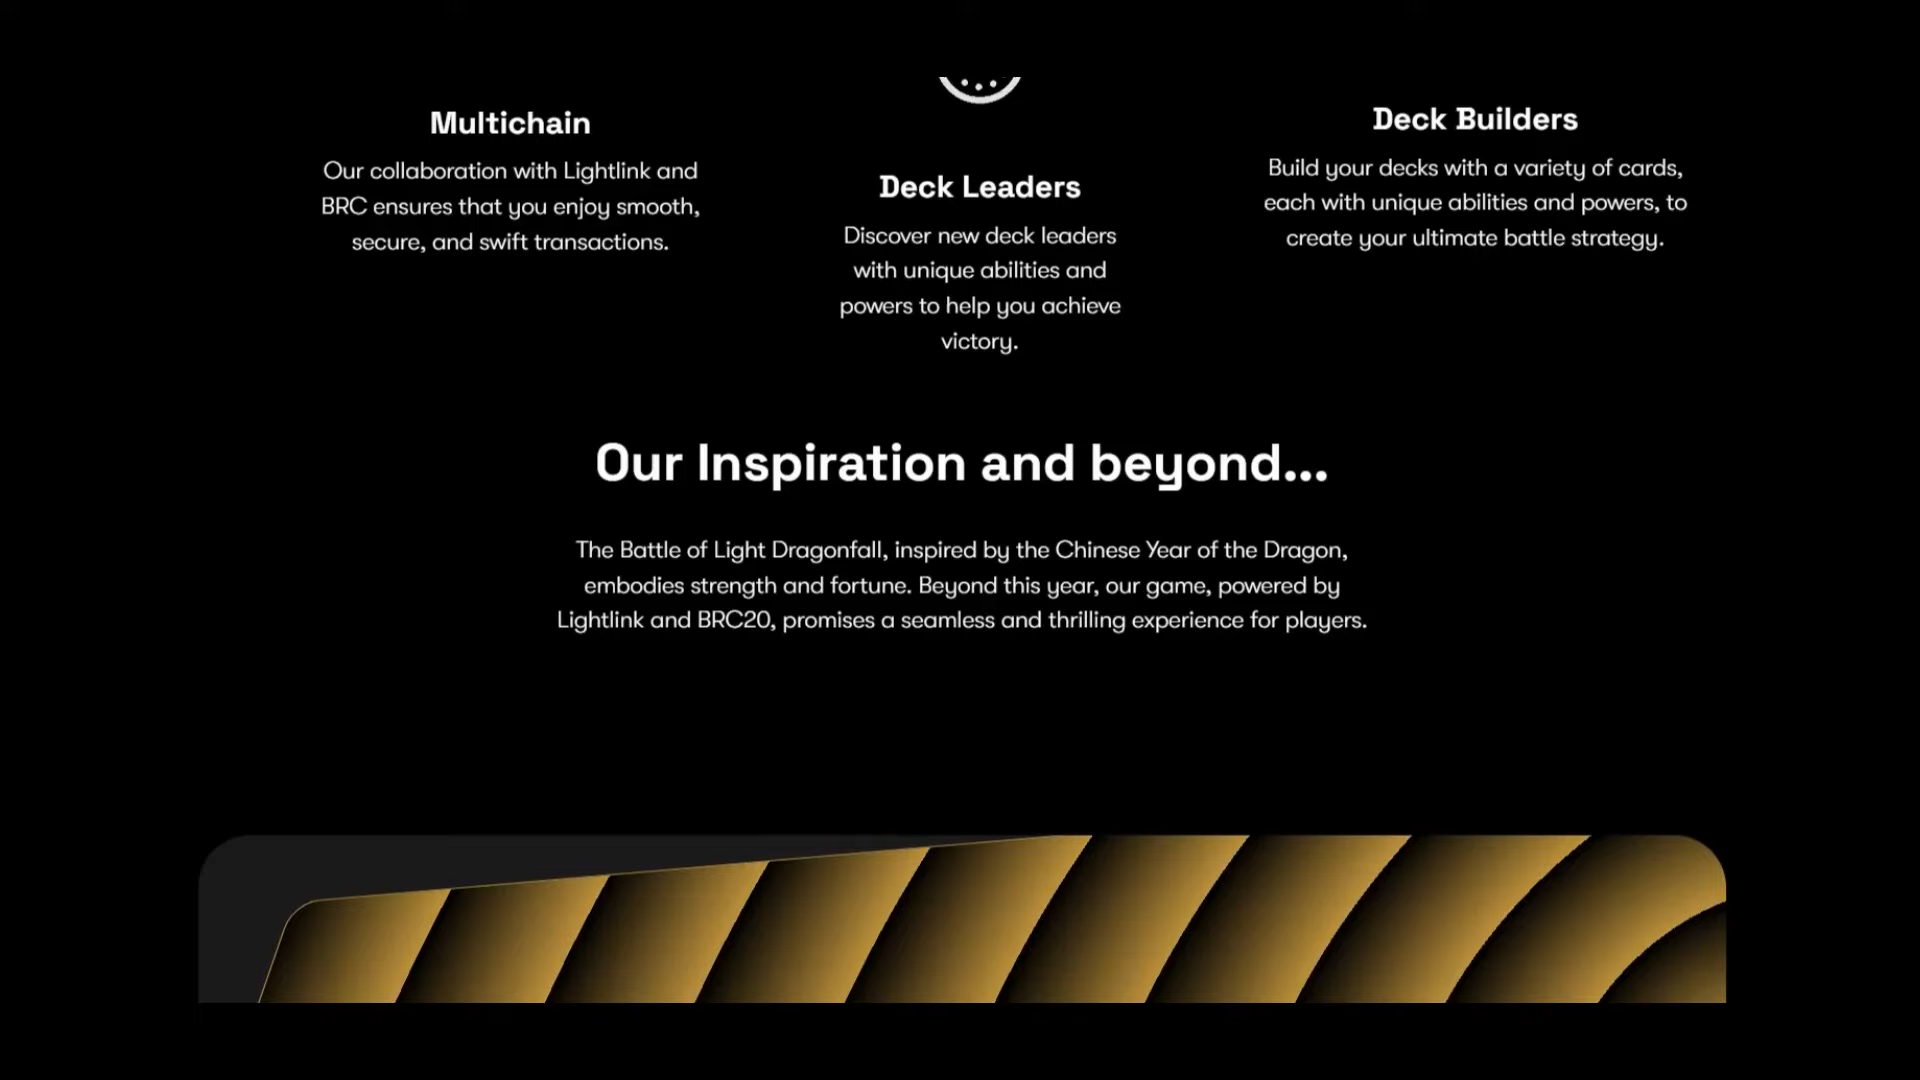 Multichain
Our collaboration with Lightlink and
BRC ensures that you enjoy smooth,
secure, and swift transactions.
Deck Leaders
Discover new deck leaders
with unique abilities and
powers to help you achieve
victory.
Deck Builders
Build your decks with a variety of cards,
each with unique abilities and powers, to
create your ultimate battle strategy.
Our Inspiration and beyond...
The Battle of Light Dragonfall, inspired by the Chinese Year of the Dragon,
embodies strength and fortune. Beyond this year, our game, powered by
Lightlink and BRC20, promises a seamless and thrilling experience for players.